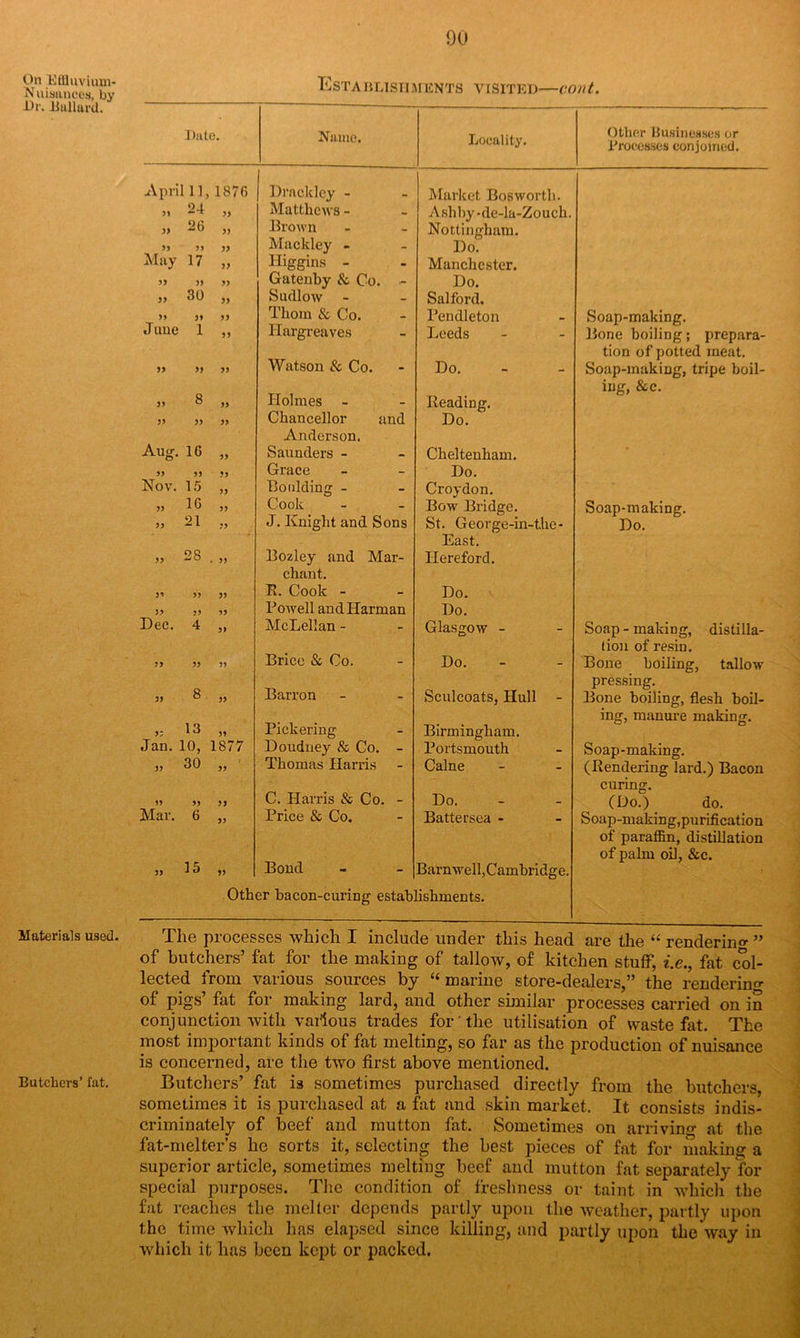 90
On Effluvium-
Nuisances, by
Dr. Ballard.
ESTABLISHMENTS VISITED—cont.
Date. Name. Locality. Other Businesses or Processes conjoined.
April 11, 1876 Drackley - - Market Bosworth.
„ 24 „ Matthews - - Ashby-de-la-Zouch.
„ 26 „ Brown - - Nottingham.
„ „ „ Mackley - - Do.
May 17 „ Higgins - - Manchester.
„ „ „ Gatenby & Co. - Do.
„ 30 „ Sudlow - - Salford.
„ „ „ Thom & Co. - Pendleton - Soap-making.
June 1 „ Hargreaves - Leeds - - Bone boiling; prepara-
tion of potted meat.
„ „ „ Watson & Co. - Do. - - Soap-making, tripe boil-
ing, &c.
„ 8 „ Holmes - - Reading.
„ „ „ Chancellor and Do.
Anderson.
Aug. 16 „ Saunders - - Cheltenham.
„ „ „ Grace - - Do.
Nov. 15 „ Boulding - - Croydon.
„ 16 „ Cook - - Bow Bridge. Soap-making.
„ 21 „ J. Knight and Sons St. George-in-the- Do.
East.
„ 28 . „ Bozley and Mar- Hereford.
chant.
„ „ „ R. Cook - - Do.
„ „ „ Powell and Harman Do.
Dec. 4 „ McLellan - - Glasgow - - Soap-making, distilla-
tion of resin.
„ „ „ Brice & Co. - Do. - - Bone boiling, tallow
pressing.
„ 8 „ Barron - - Sculcoats, Hull - Bone boiling, flesh boil-
ing, manure making.
„ 13 „ Pickering - Birmingham.
Jan. 10, 1877 Doudney & Co. - Portsmouth - Soap-making.
„ 30 „ Thomas Harris - Calne - - (Rendering lard.) Bacon
curing.
„ „ „ C. Harris & Co. - Do. - - (Do.) do.
Mar. 6 „ Price & Co. - Battersea - - Soap-making,purification
of paraffin, distillation
of palm oil, &c.
„ 15 „ Bond - - Barnwell,Cambridge.
Other bacon-curing establishments.
Materials used.
The processes which I include under this head are the “ rendering ”
of butchers’ fat for the making of tallow, of kitchen stuff, i.e., fat col-
lected from various sources by “ marine store-dealers,” the rendering
of pigs’ fat for making lard, and other similar processes carried on in
conjunction with various trades for the utilisation of waste fat. The
most important kinds of fat melting, so far as the production of nuisance
is concerned, are the two first above mentioned.
Butchers’ fat.
Butchers’ fat is sometimes purchased directly from the butchers,
sometimes it is purchased at a fat and skin market. It consists indis-
criminately of beef and mutton fat. Sometimes on arriving at the
fat-melter’s he sorts it, selecting the best pieces of fat for making a
superior article, sometimes melting beef and mutton fat separately for
special purposes. The condition of freshness or taint in which the
fat reaches the melter depends partly upon the weather, partly upon
the time which has elapsed since killing, and partly upon the way in
which it has been kept or packed.